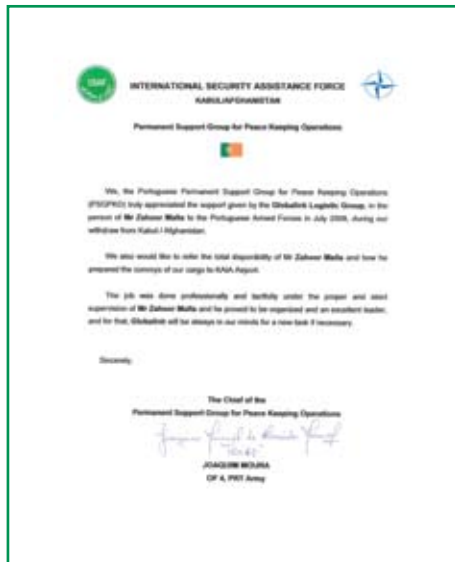 ISAF
INTERNATIONAL SECURITY ASSISTANCE FORCE
KABUL/AFGHANISTAN
Permanent Support Group for Peace Keeping Operations
We, the Portuguese Permanent Support Group for Peace Keeping Operations
(PSGPKO) truly appreciated the support given by the Globalink Logistic Group, in the
person of Mr Zaheer to the Portuguese Armed Forces in July during our
withdraw from Kabul / Afghanistan.
We also would like to refer the total disponibility of Mr Zaheer and how he
prepared the convoys of our cargo to KAIA Airport.
The job was done professionally and tactfully under the proper and
supervision of Mr Zaheer and he proved to be organized and an excellent leader,
and for that, Globalink will be always in our minds for a new task if necessary.
Sincerely,
The Chief of the
Permanent Support Group for Peace Keeping Operations
JOAQUIM MOURA
OF 4, PRT Army